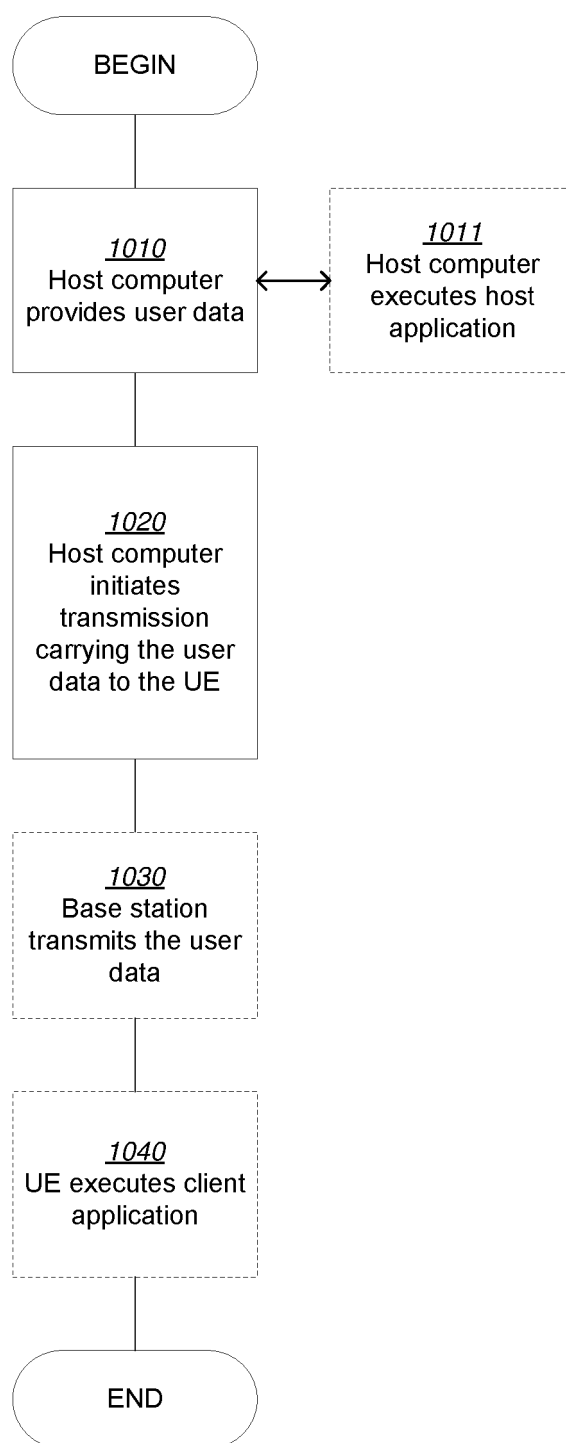 BEGIN
1010
Host computer
provides user data
1011
Host computer
executes host
application
1020
Host computer
initiates
transmission
carrying the user
data to the UE
1030
Base station
transmits the user
data
1040
UE executes client
application
END